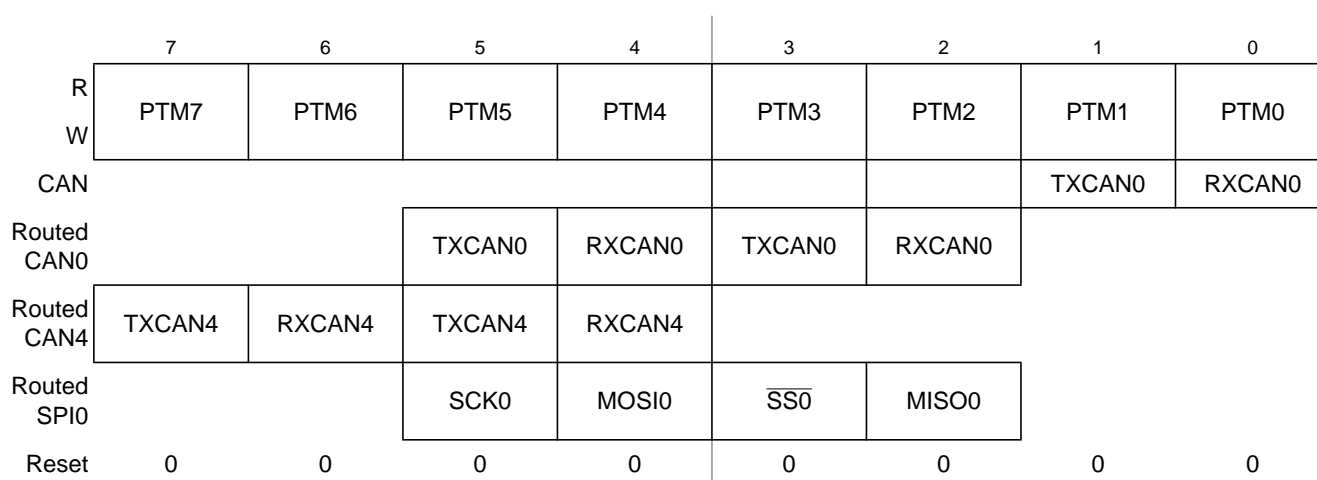 7 6 5 4 3 2 1 0
R
W
PTM7 PTM6 PTM5 PTM4 PTM3 PTM2 PTM1 PTM0
CAN TXCAN0 RXCAN0
Routed
CAN0
TXCAN0 RXCAN0 TXCAN0 RXCAN0
Routed
CAN4
TXCAN4 RXCAN4 TXCAN4 RXCAN4
Routed
SPI0
SCK0 MOSI0 S̅S̅0̅ MISO0
Reset 0 0 0 0 0 0 0 0